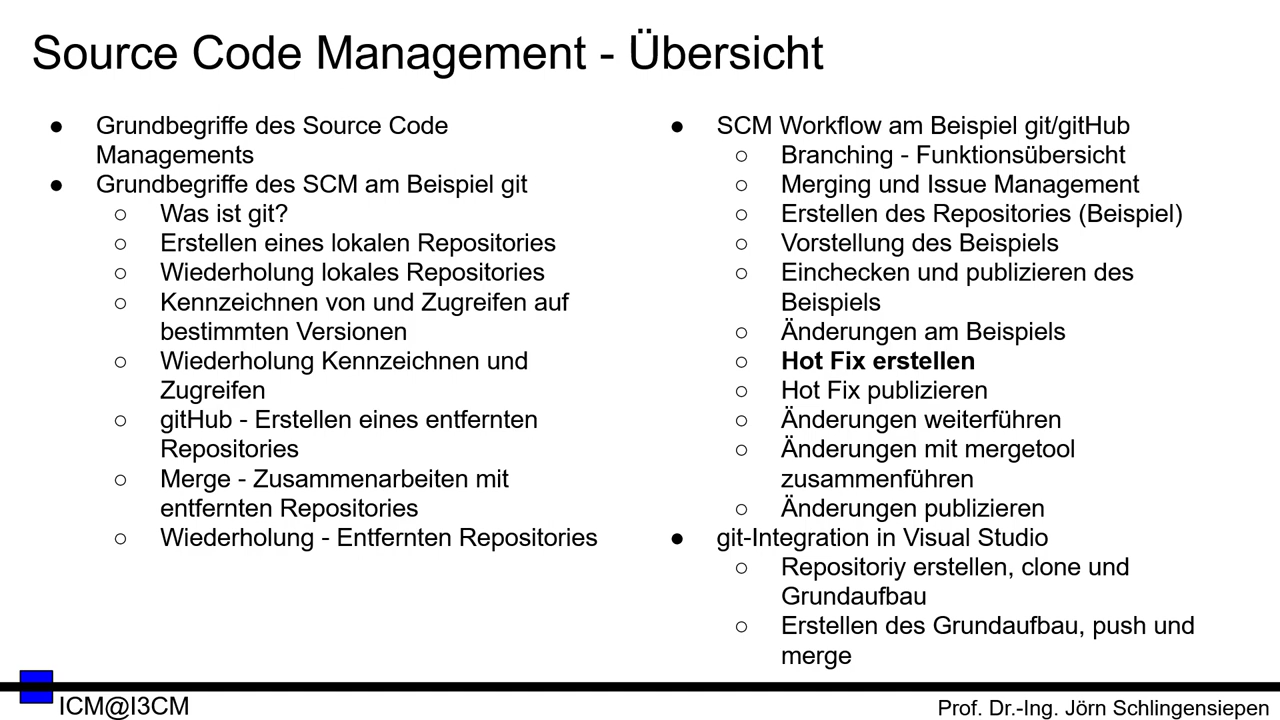 Source Code Management - Übersicht
● Grundbegriffe des Source Code
Managements
● Grundbegriffe des SCM am Beispiel git
○ Was ist git?
○ Erstellen eines lokalen Repositories
○ Wiederholung lokales Repositories
○ Kennzeichnen von und Zugreifen auf
bestimmten Versionen
○ Wiederholung Kennzeichnen und
Zugreifen
○ gitHub - Erstellen eines entfernten
Repositories
○ Merge - Zusammenarbeiten mit
entfernten Repositories
○ Wiederholung - Entfernten Repositories
● SCM Workflow am Beispiel git/gitHub
○ Branching - Funktionsübersicht
○ Merging und Issue Management
○ Erstellen des Repositories (Beispiel)
○ Vorstellung des Beispiels
○ Einchecken und publizieren des
Beispiels
○ Änderungen am Beispiels
○ Hot Fix erstellen
○ Hot Fix publizieren
○ Änderungen weiterführen
○ Änderungen mit mergetool
zusammenführen
○ Änderungen publizieren
● git-Integration in Visual Studio
○ Repositoriy erstellen, clone und
Grundaufbau
○ Erstellen des Grundaufbau, push und
merge
ICM@I3CM
Prof. Dr.-Ing. Jörn Schlingensiepen